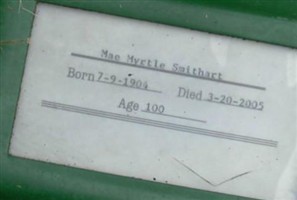 Mae Myrtle Smithart
Born 7-9-1904 Died 3-20-2005
Age 100